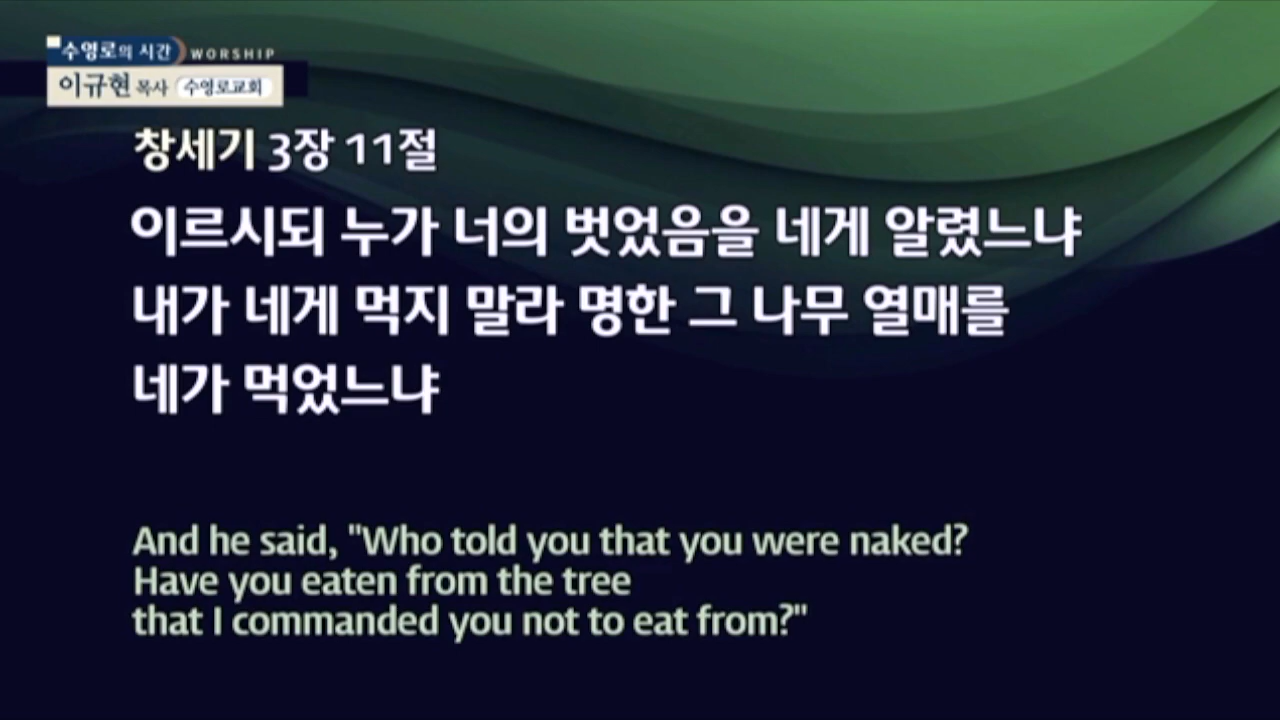 수영로의 시간 WORSHIP
이규현 목사 수영로교회
창세기 3장 11절
이르시되 누가 너의 벗었음을 네게 알렸느냐
내가 네게 먹지 말라 명한 그 나무 열매를
네가 먹었느냐
And he said, "Who told you that you were naked?
Have you eaten from the tree
that I commanded you not to eat from?"